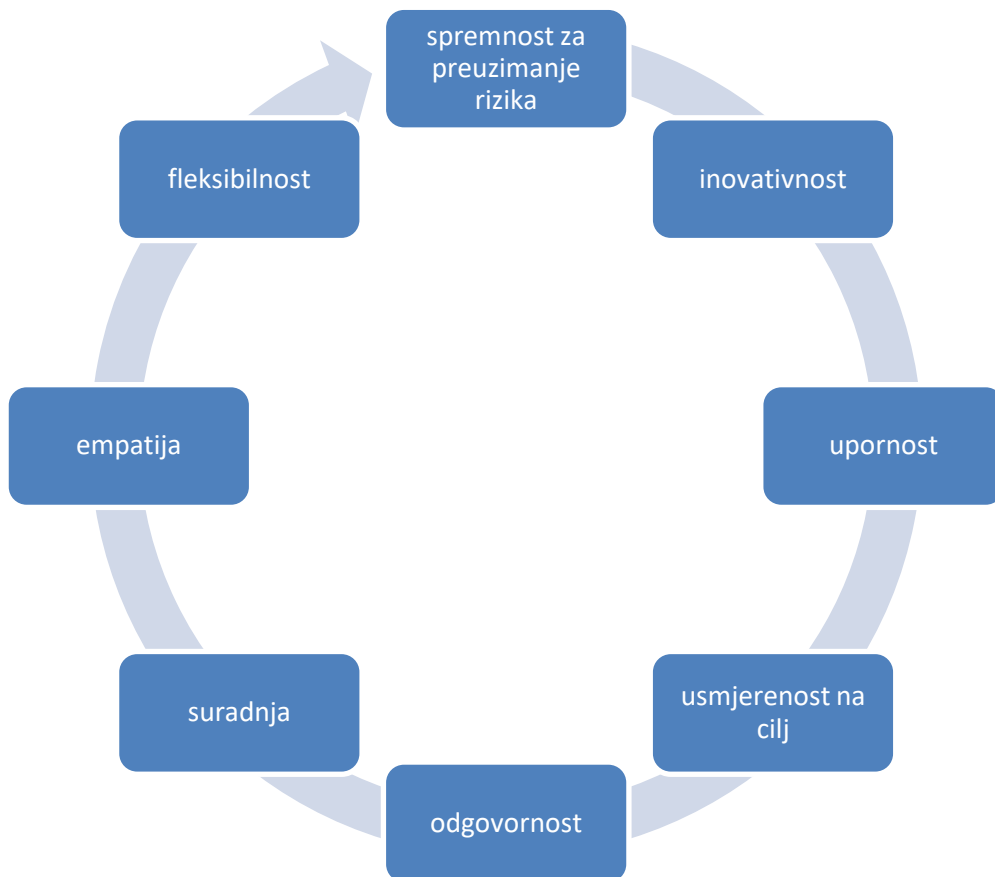 spremnost za
preuzimanje
rizika
inovativnost
upornost
usmjerenost na
cilj
odgovornost
suradnja
empatija
fleksibilnost